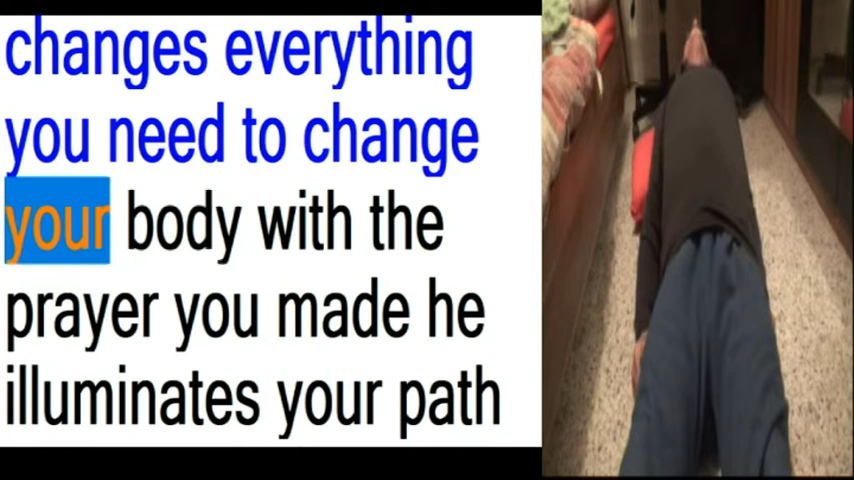 changes everything
you need to change
your body with the
prayer you made he
illuminates your path